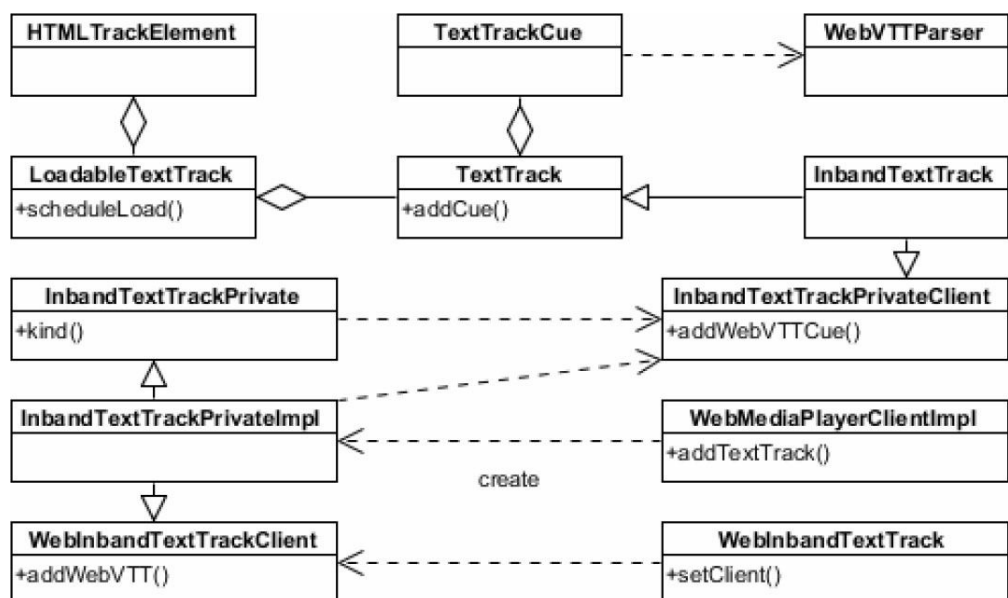 HTMLTrackElement
TextTrackCue
WebVTTParser
LoadableTextTrack
+scheduleLoad()
TextTrack
+addCue()
InbandTextTrack
InbandTextTrackPrivate
+kind()
InbandTextTrackPrivateClient
+addWebVTTCue()
InbandTextTrackPrivateImpl
WebMediaPlayerClientImpl
+addTextTrack()
create
WebInbandTextTrackClient
+addWebVTT()
WebInbandTextTrack
+setClient()